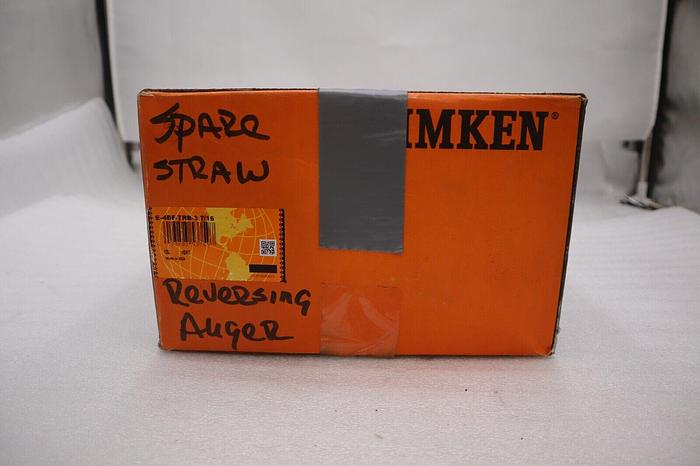 SPARE
STRAW
IMKEN®
E-4BF-TRB-3 7/16
Reversing
Auger